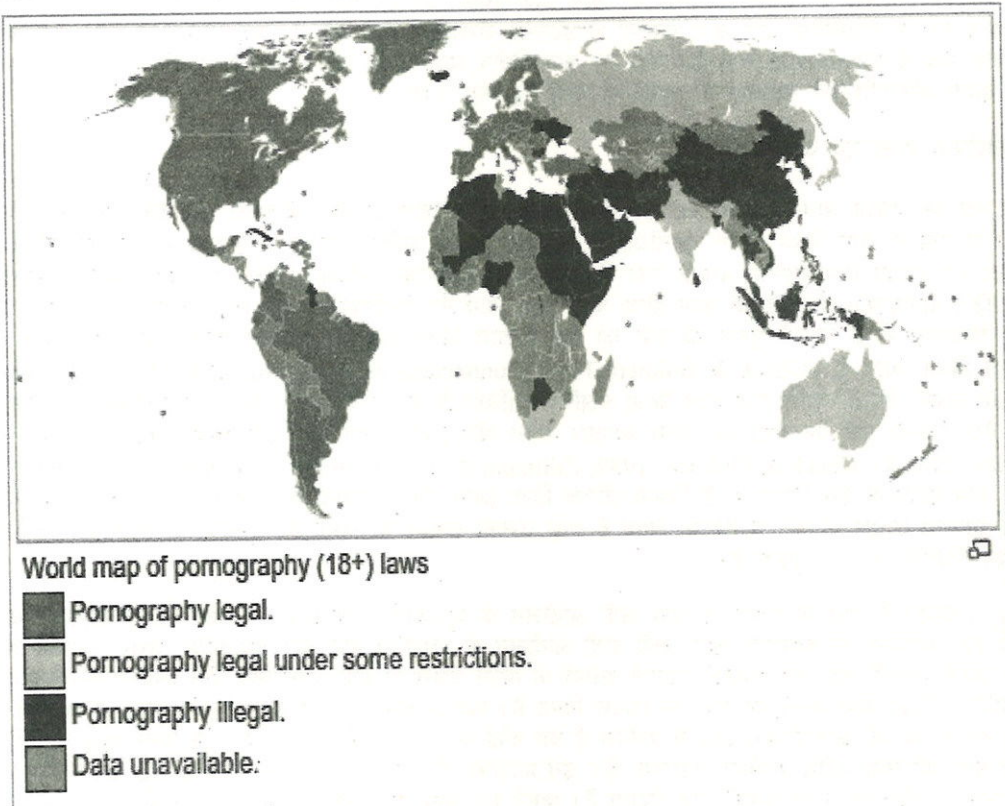 World map of pornography (18+) laws
Pornography legal.
Pornography legal under some restrictions.
Pornography illegal.
Data unavailable.